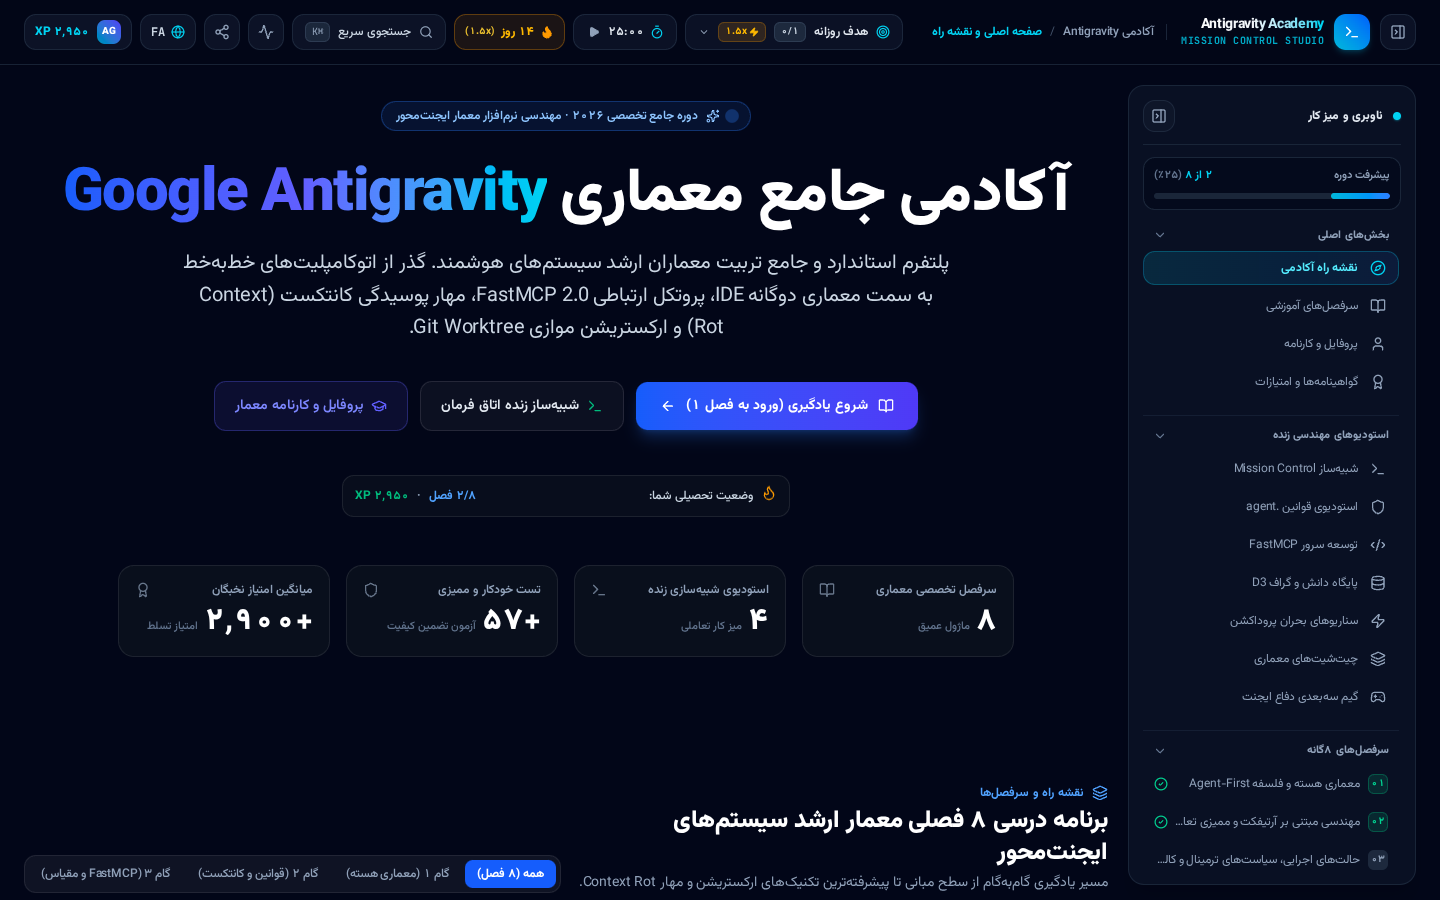 Antigravity Academy
MISSION CONTROL STUDIO
آکادمی Antigravity / صفحه اصلی و نقشه راه
هدف روزانه ۰/۱ ۱.۵x
۲۵:۰۰
۱۴ روز (۱.۵x)
جستجوی سریع ⌘K
FA
AG ۲,۹۵۰ XP
ناوبری و میز کار
پیشرفت دوره ۲ از ۸ (۲۵٪)
بخش‌های اصلی
نقشه راه آکادمی
سرفصل‌های آموزشی
پروفایل و کارنامه
گواهینامه‌ها و امتیازات
استودیوهای مهندسی زنده
شبیه‌ساز Mission Control
استودیوی قوانین .agent
توسعه سرور FastMCP
پایگاه دانش و گراف D3
سناریوهای بحران پروداکشن
چیت‌شیت‌های معماری
گیم سه‌بعدی دفاع ایجنت
سرفصل‌های ۸گانه
۰۱ معماری هسته و فلسفه Agent-First
۰۲ مهندسی مبتنی بر آرتیفکت و ممیزی تعا...
۰۳ حالت‌های اجرایی، سیاست‌های ترمینال و کال...
دوره جامع تخصصی ۲۰۲۶ · مهندسی نرم‌افزار معمار ایجنت‌محور
آکادمی جامع معماری Google Antigravity
پلتفرم استاندارد و جامع تربیت معماران ارشد سیستم‌های هوشمند. گذر از اتوکامپلیت‌های خط‌به‌خط
به سمت معماری دوگانه IDE، پروتکل ارتباطی FastMCP 2.0، مهار پوسیدگی کانتکست (Context
Rot) و ارکستریشن موازی Git Worktree.
شروع یادگیری (ورود به فصل ۱)
شبیه‌ساز زنده اتاق فرمان
پروفایل و کارنامه معمار
وضعیت تحصیلی شما: ۲/۸ فصل · ۲,۹۵۰ XP
سرفصل تخصصی معماری
۸ ماژول عمیق
استودیوی شبیه‌سازی زنده
۴ میز کار تعاملی
تست خودکار و ممیزی
۵۷+ آزمون تضمین کیفیت
میانگین امتیاز نخبگان
۲,۹۰۰+ امتیاز تسلط
نقشه راه و سرفصل‌ها
برنامه درسی ۸ فصلی معمار ارشد سیستم‌های
ایجنت‌محور
مسیر یادگیری گام‌به‌گام از سطح مبانی تا پیشرفته‌ترین تکنیک‌های ارکستریشن و مهار Context Rot.
همه (۸ فصل)
گام ۱ (معماری هسته)
گام ۲ (قوانین و کانتکست)
گام ۳ (FastMCP و مقیاس)